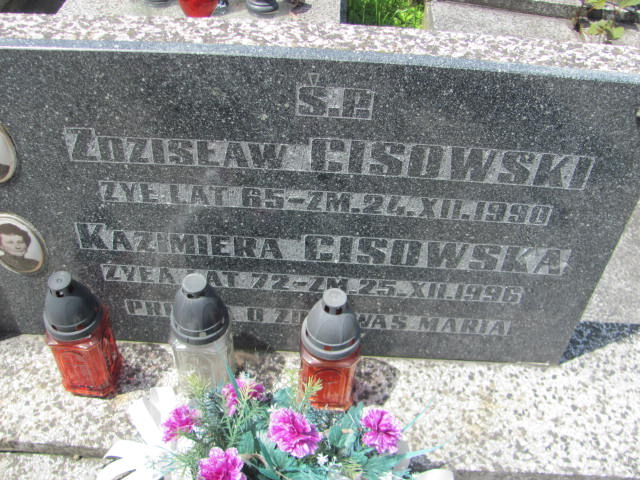 Ś.P.
ZDZISŁAW CISOWSKI
ŻYŁ LAT 65-ZM.24.XII.1990
KAZIMIERA CISOWSKA
ŻYŁA LAT 72-ZM.25.XII.1996
WAS MARIA